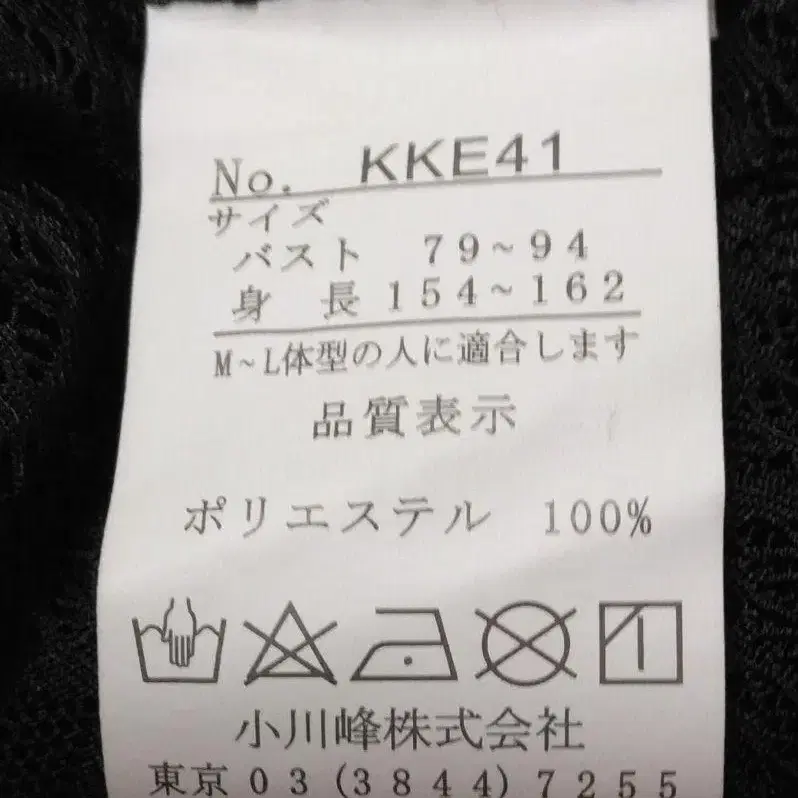 No. KKE41
サイズ
バスト 79~94
身 長 154~162
M~L体型の人に適合します
品質表示
ポリエステル 100%
小川峰株式会社
東京03(3844)7255